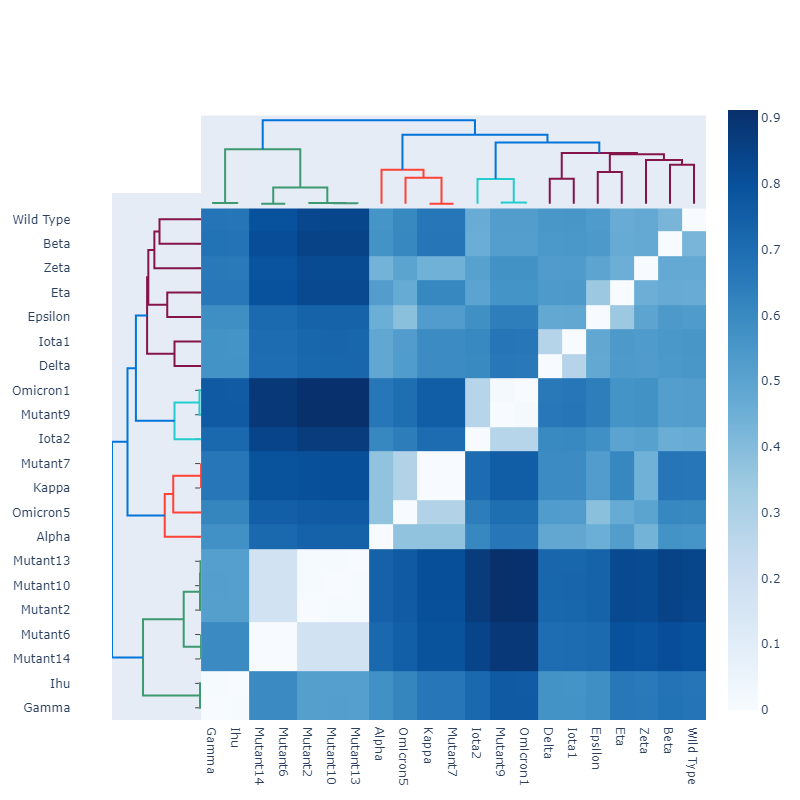 Wild Type
Beta
Zeta
Eta
Epsilon
Iota1
Delta
Omicron1
Mutant9
Iota2
Mutant7
Kappa
Omicron5
Alpha
Mutant13
Mutant10
Mutant2
Mutant6
Mutant14
Ihu
Gamma
Gamma
Ihu
Mutant14
Mutant6
Mutant2
Mutant10
Mutant13
Alpha
Omicron5
Kappa
Mutant7
Iota2
Mutant9
Omicron1
Delta
Iota1
Epsilon
Eta
Zeta
Beta
Wild Type
0.9
0.8
0.7
0.6
0.5
0.4
0.3
0.2
0.1
0